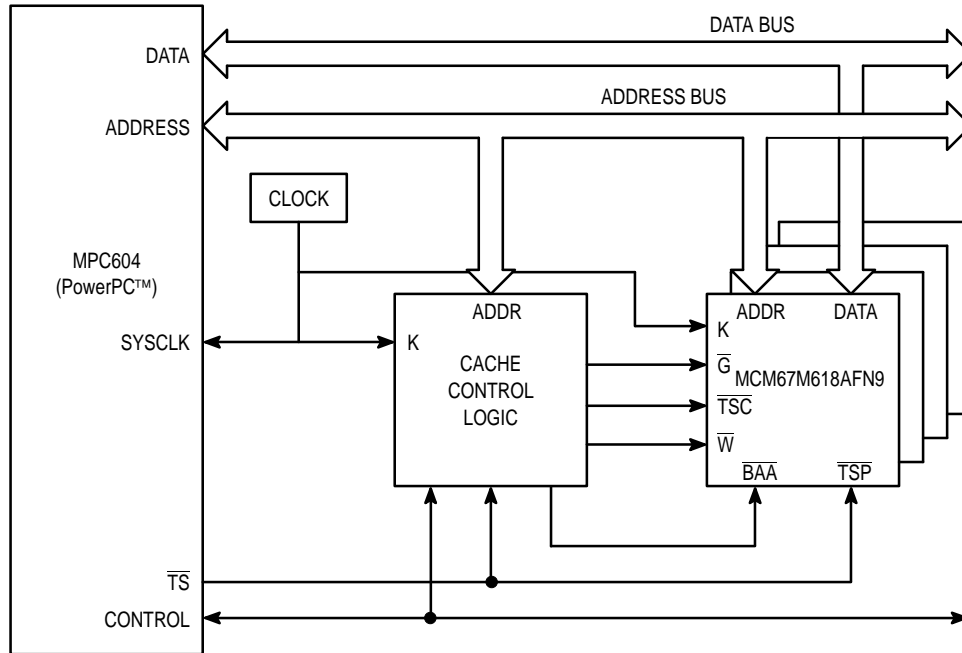 DATA BUS
DATA
ADDRESS BUS
ADDRESS
CLOCK
MPC604
(PowerPC™)
ADDR
ADDR DATA
SYSCLK
K
K
CACHE
CONTROL
LOGIC
G
MCM67M618AFN9
TSC
W
BAA TSP
TS
CONTROL